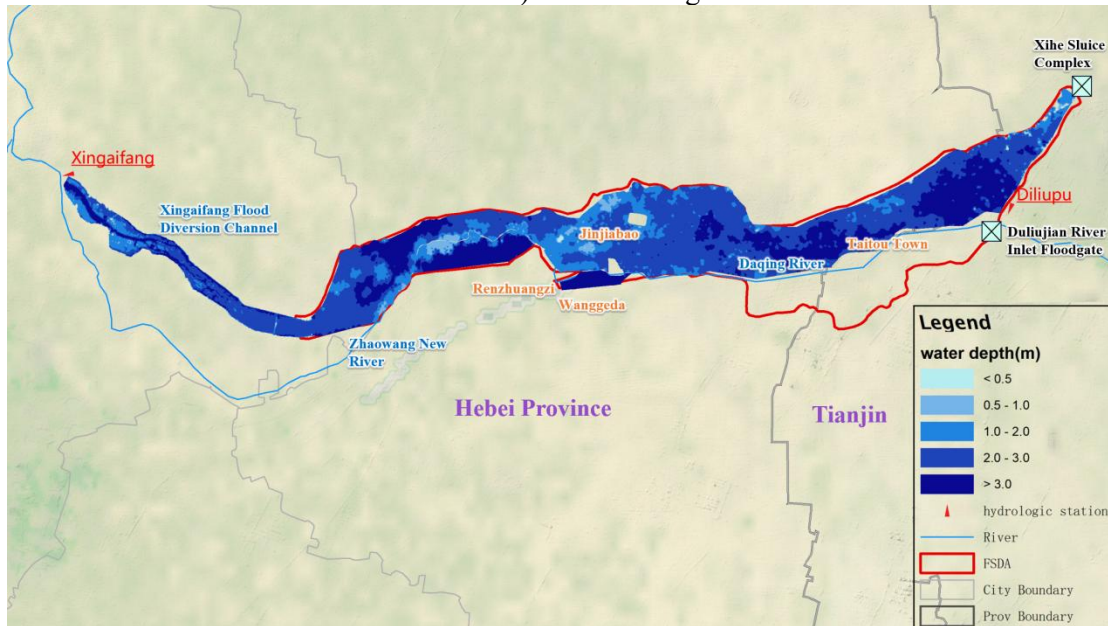 Xihe Sluice
Complex
Xingaifang
Xingaifang Flood
Diversion Channel
Diliupu
Jinjiabao
Taitou Town
Duliujian River
Inlet Floodgate
Daqing River
Renzhuangzi
Wanggeda
Zhaowang New
River
Hebei Province
Tianjin
Legend
water depth(m)
< 0.5
0.5 - 1.0
1.0 - 2.0
2.0 - 3.0
> 3.0
hydrologic station
River
FSDA
City Boundary
Prov Boundary